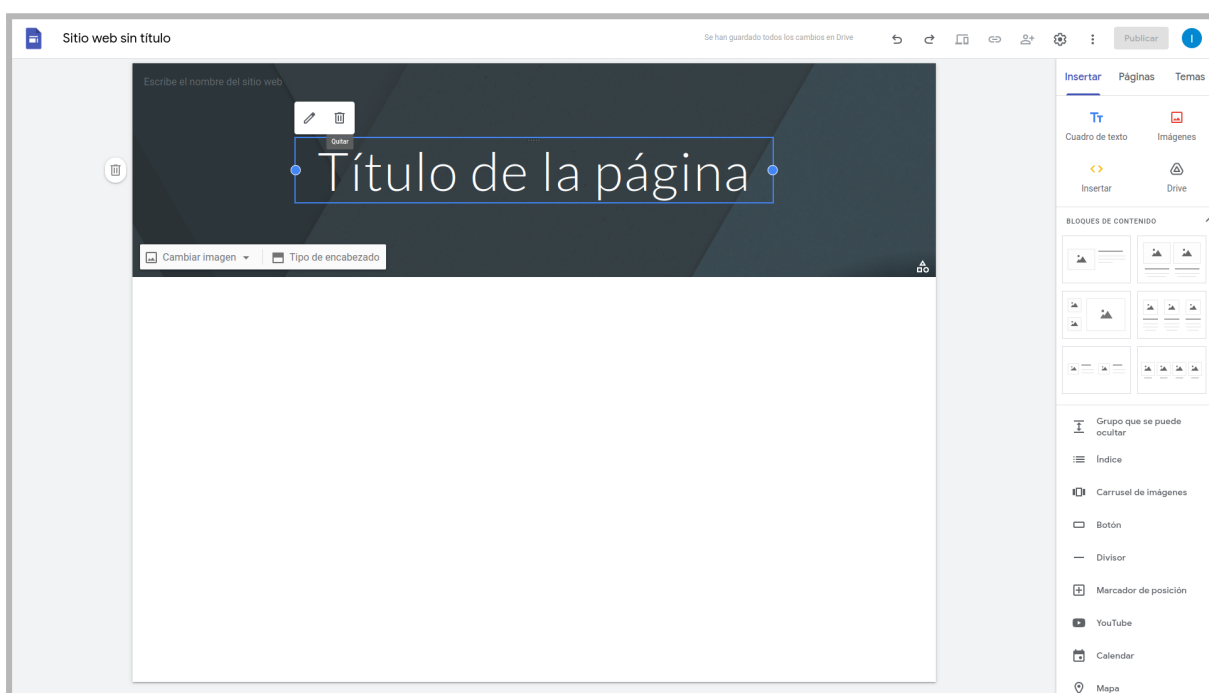 Sitio web sin título
Se han guardado todos los cambios en Drive
Publicar
I
Escribe el nombre del sitio web
Quitar
Título de la página
Cambiar imagen
Tipo de encabezado
Insertar Páginas Temas
Tт
Cuadro de texto Imágenes
Insertar Drive
BLOQUES DE CONTENIDO
Grupo que se puede
ocultar
Índice
Carrusel de imágenes
Botón
Divisor
Marcador de posición
YouTube
Calendar
Mapa